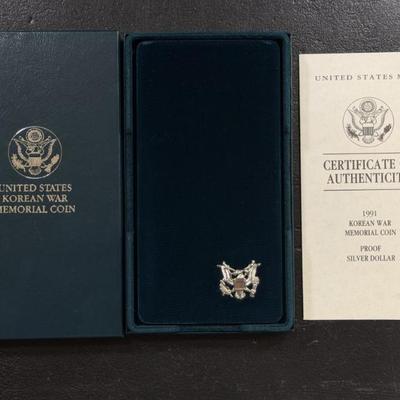 UNITED STATES
KOREAN WAR
MEMORIAL COIN
UNITED STATES
CERTIFICATE
AUTHENTICIT
1991
KOREAN WAR
MEMORIAL COIN
PROOF
SILVER DOLLAR